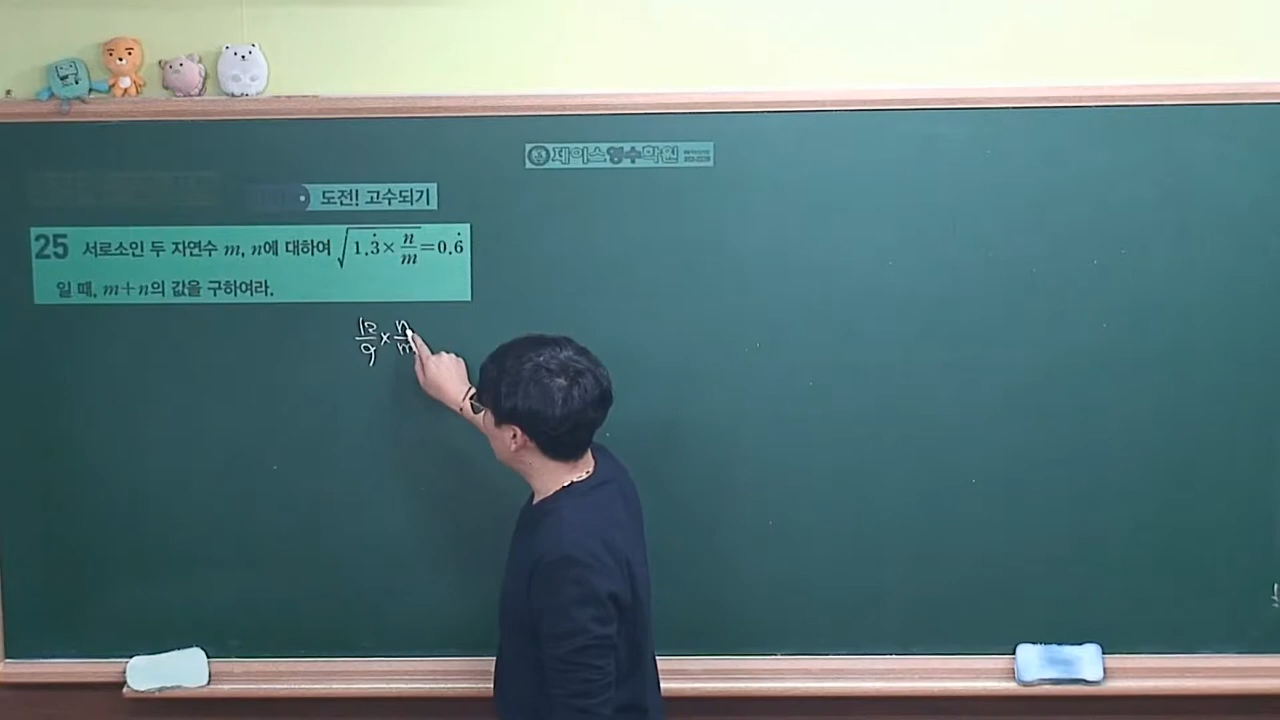 제이스영수학원
도전! 고수되기
25 서로소인 두 자연수 m, n에 대하여 √(1.3̇ × n/m) = 0.6̇
일 때, m+n의 값을 구하여라.
12/9 × n/m